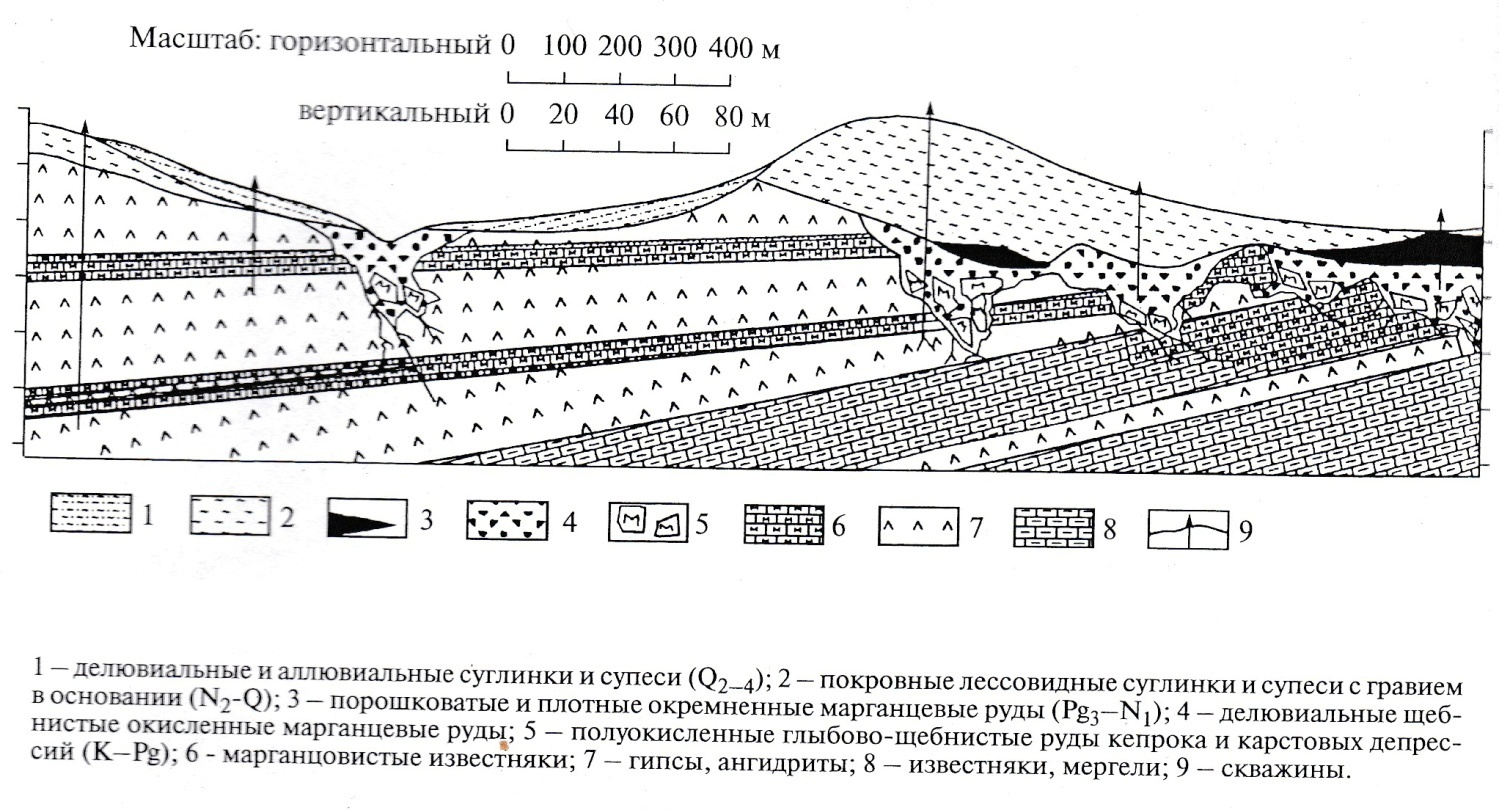 Масштаб: горизонтальный 0 100 200 300 400 м
вертикальный 0 20 40 60 80 м
1 2 3 4 5 6 7 8 9
1 – делювиальные и аллювиальные суглинки и супеси (Q2–4); 2 – покровные лессовидные суглинки и супеси с гравием
в основании (N2-Q); 3 – порошковатые и плотные окремненные марганцевые руды (Pg3–N1); 4 – делювиальные щеб-
нистые окисленные марганцевые руды; 5 – полуокисленные глыбово-щебнистые руды кепрока и карстовых депрес-
сий (K–Pg); 6 - марганцовистые известняки; 7 – гипсы, ангидриты; 8 – известняки, мергели; 9 – скважины.